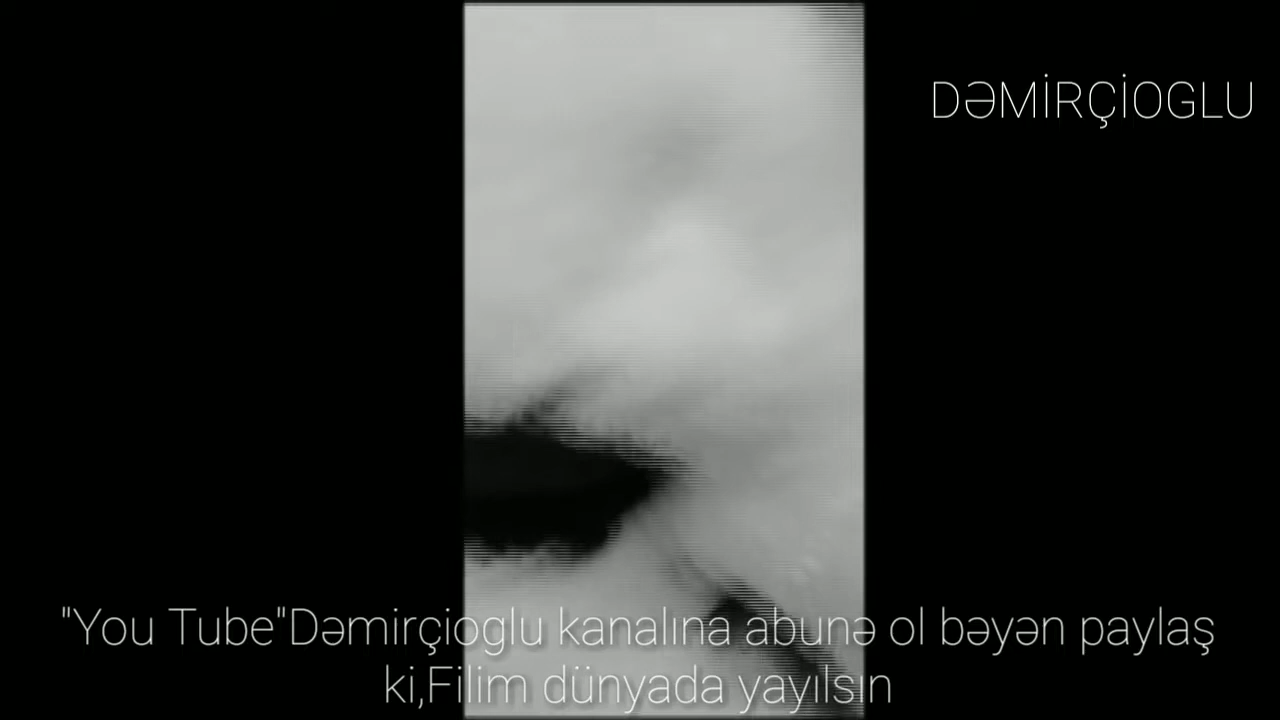 DƏMİRÇİOGLU
"You Tube"Dəmirçioglu kanalına abunə ol bəyən paylaş
ki,Filim dünyada yayılsın